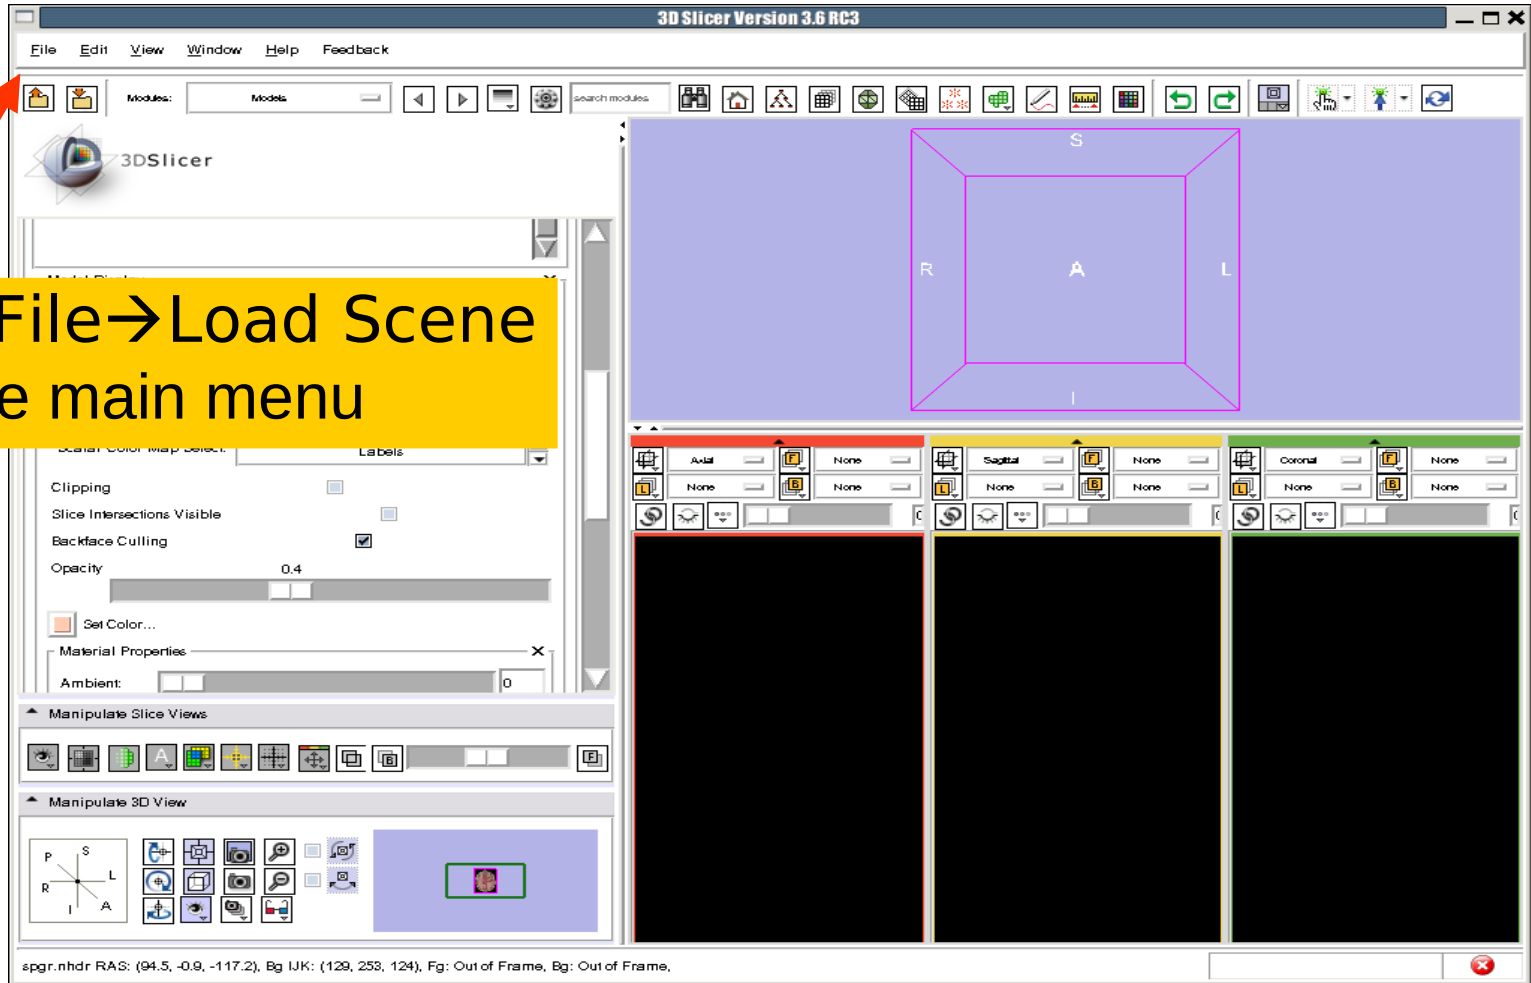 3D Slicer Version 3.6 RC3
File Edit View Window Help Feedback
Modules: Models search modules
3DSlicer
S
R A L
I
File→Load Scene
e main menu
Scalar Color Map Select: Labels
Clipping
Slice Intersections Visible
Backface Culling
Opacity 0.4
Set Color...
Material Properties
Ambient: 0
Axial F None Sagittal F None Coronal F None
L None B None L None B None L None B None
Manipulate Slice Views
A B F
Manipulate 3D View
P S
R L
I A
spgr.nhdr RAS: (94.5, -0.9, -117.2), Bg IJK: (129, 253, 124), Fg: Out of Frame, Bg: Out of Frame,